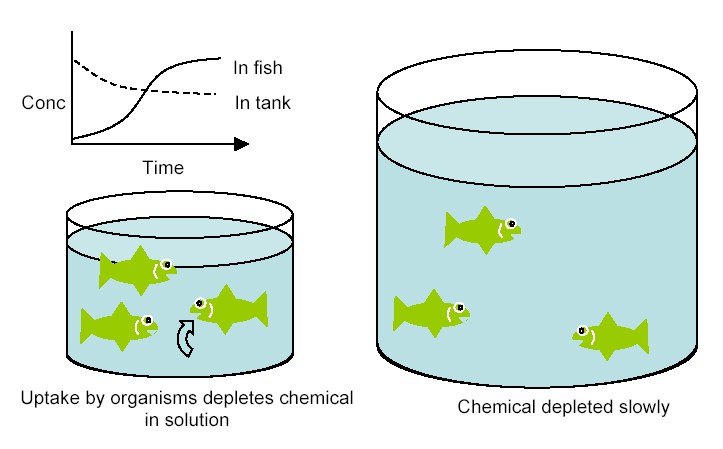 In fish
Conc
In tank
Time
Uptake by organisms depletes chemical
in solution
Chemical depleted slowly